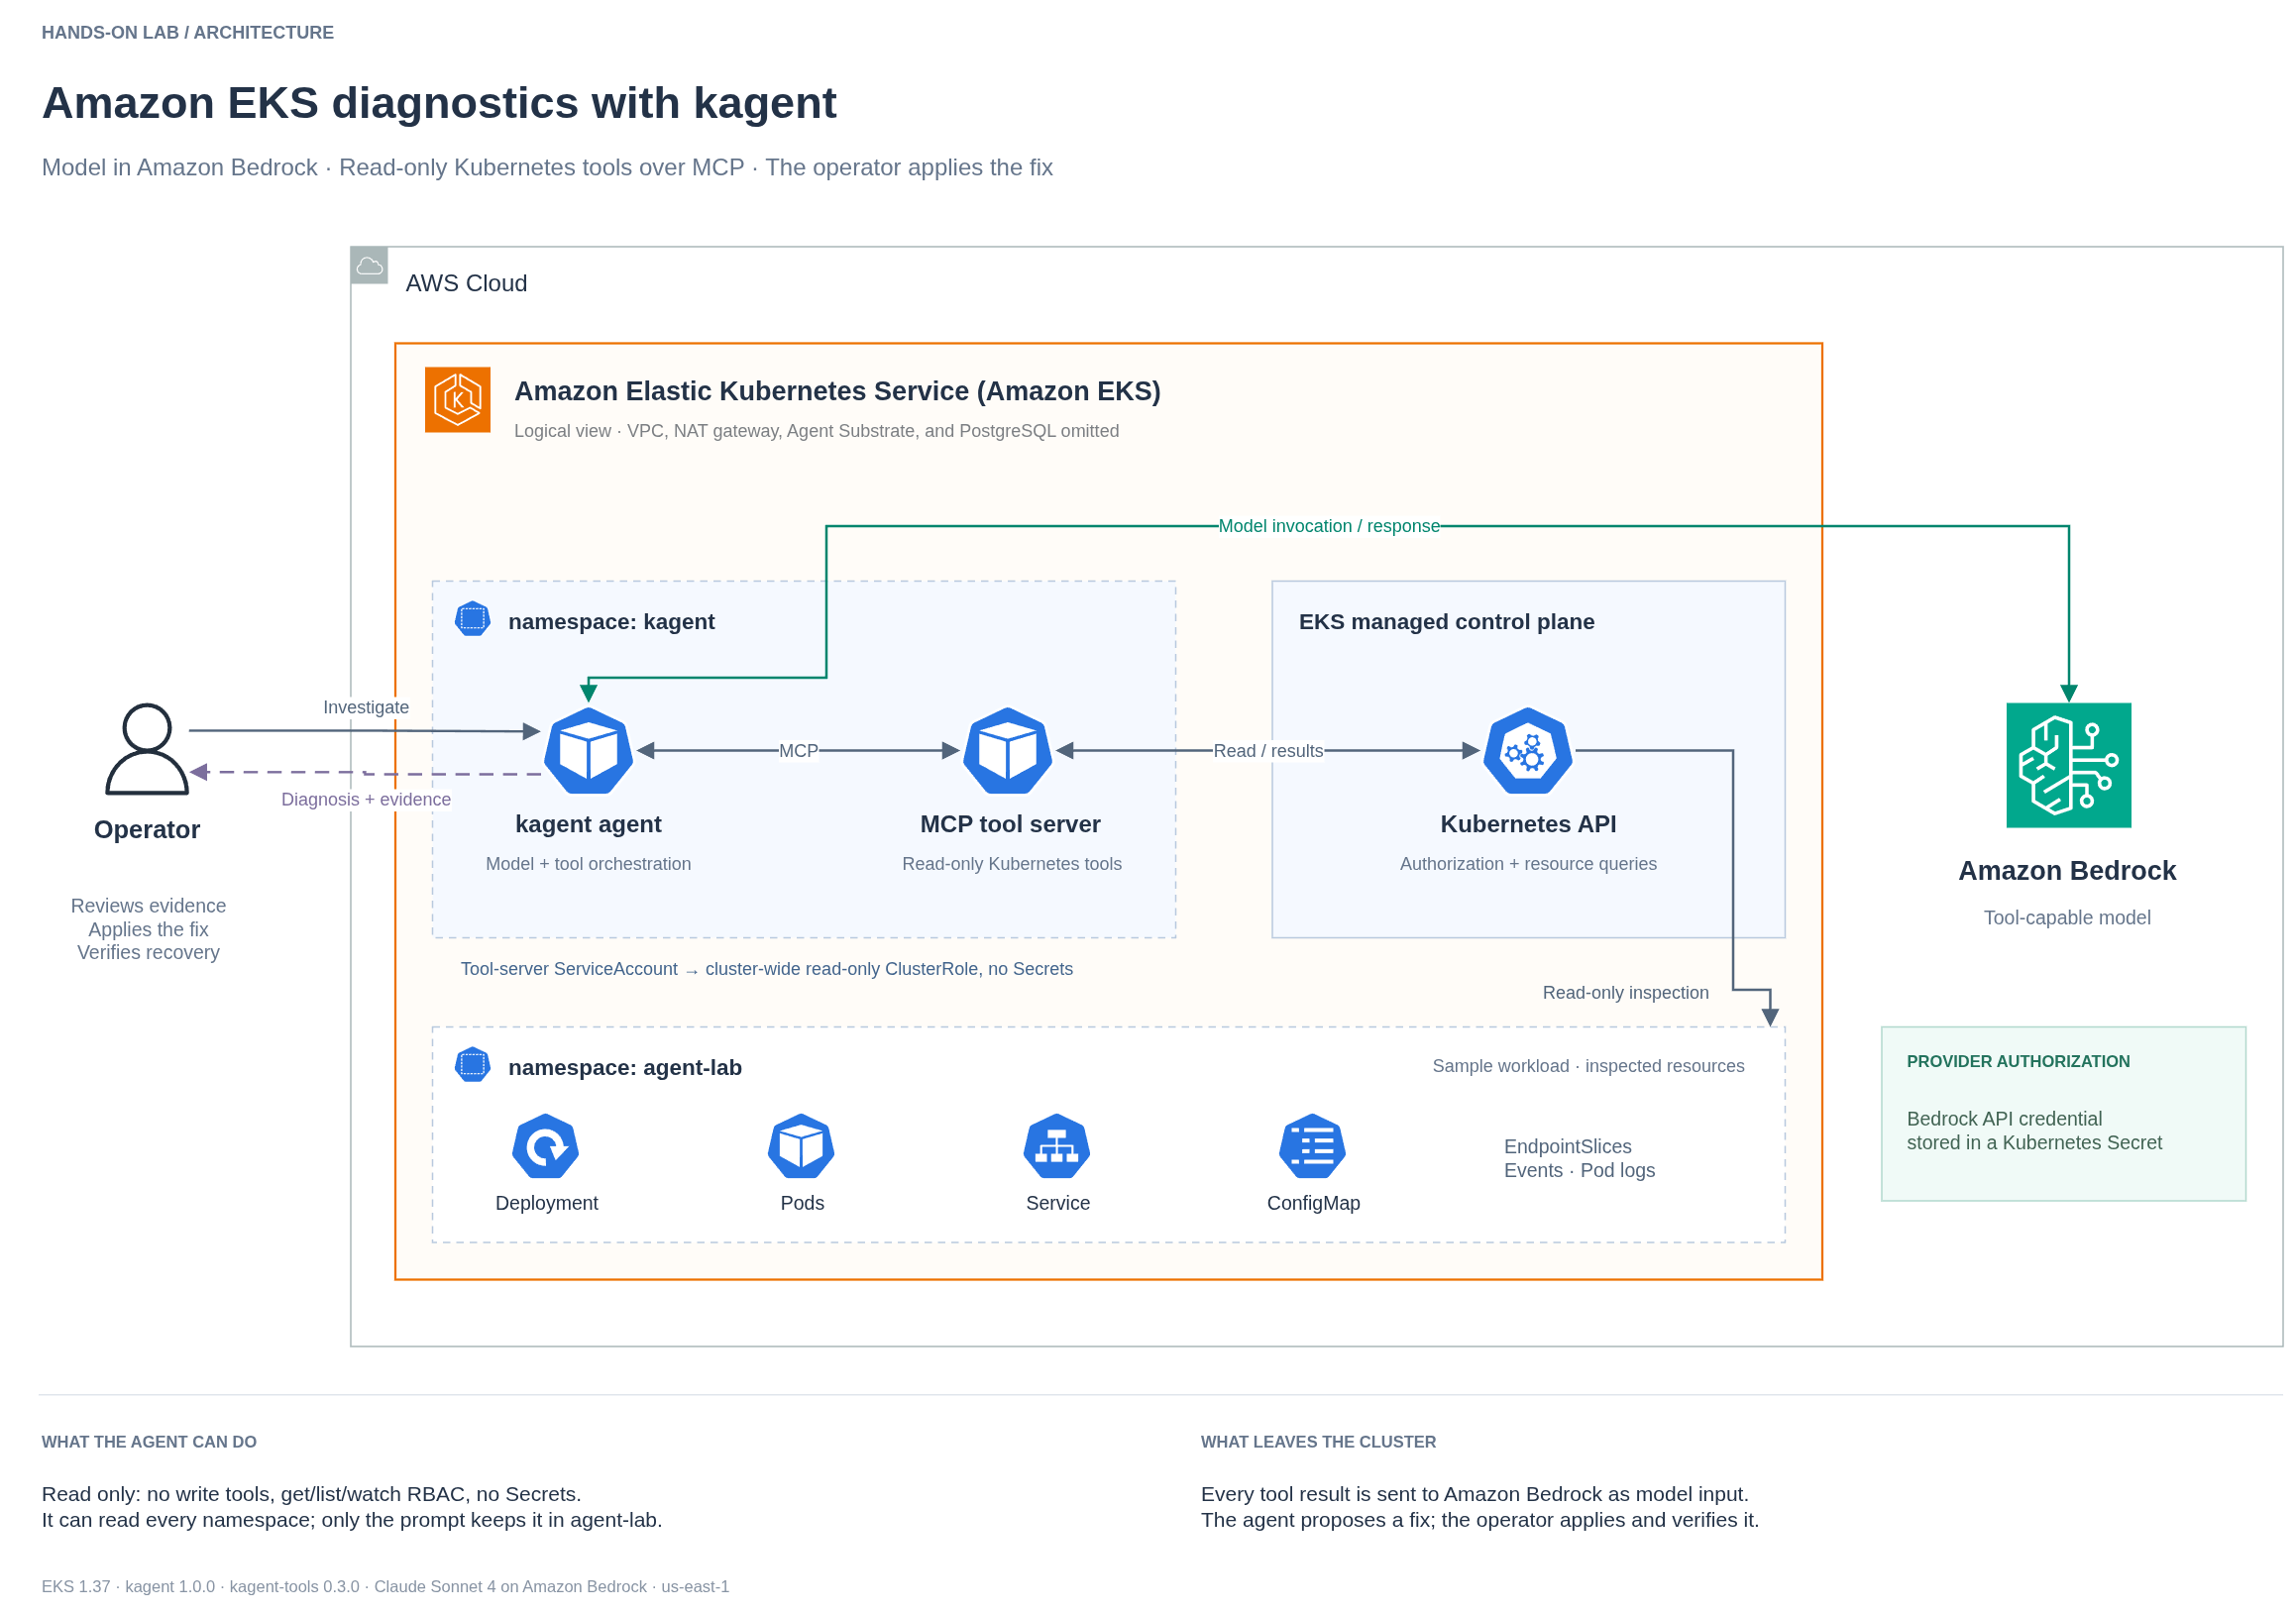 HANDS-ON LAB / ARCHITECTURE
Amazon EKS diagnostics with kagent
Model in Amazon Bedrock · Read-only Kubernetes tools over MCP · The operator applies the fix
AWS Cloud
Amazon Elastic Kubernetes Service (Amazon EKS)
Logical view · VPC, NAT gateway, Agent Substrate, and PostgreSQL omitted
Model invocation / response
namespace: kagent
EKS managed control plane
Investigate
MCP
Read / results
Diagnosis + evidence
Operator
kagent agent
MCP tool server
Kubernetes API
Model + tool orchestration
Read-only Kubernetes tools
Authorization + resource queries
Amazon Bedrock
Tool-capable model
Reviews evidence
Applies the fix
Verifies recovery
Tool-server ServiceAccount → cluster-wide read-only ClusterRole, no Secrets
Read-only inspection
namespace: agent-lab
Sample workload · inspected resources
Deployment
Pods
Service
ConfigMap
EndpointSlices
Events · Pod logs
PROVIDER AUTHORIZATION
Bedrock API credential
stored in a Kubernetes Secret
WHAT THE AGENT CAN DO
Read only: no write tools, get/list/watch RBAC, no Secrets.
It can read every namespace; only the prompt keeps it in agent-lab.
WHAT LEAVES THE CLUSTER
Every tool result is sent to Amazon Bedrock as model input.
The agent proposes a fix; the operator applies and verifies it.
EKS 1.37 · kagent 1.0.0 · kagent-tools 0.3.0 · Claude Sonnet 4 on Amazon Bedrock · us-east-1